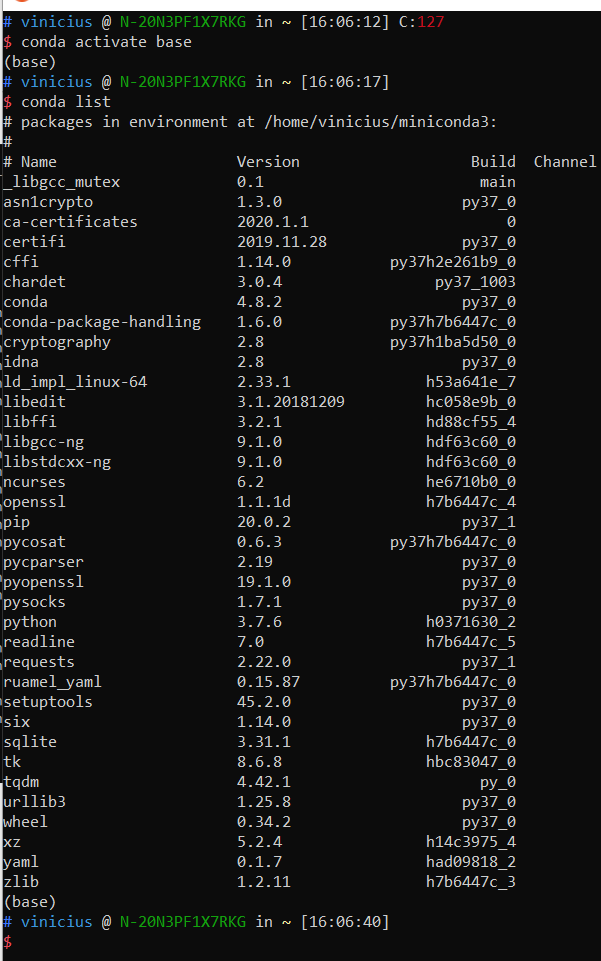 # vinicius @ N-20N3PF1X7RKG in ~ [16:06:12] C:127
$ conda activate base
(base)
# vinicius @ N-20N3PF1X7RKG in ~ [16:06:17]
$ conda list
# packages in environment at /home/vinicius/miniconda3:
#
# Name Version Build Channel
_libgcc_mutex 0.1 main
asn1crypto 1.3.0 py37_0
ca-certificates 2020.1.1 0
certifi 2019.11.28 py37_0
cffi 1.14.0 py37h2e261b9_0
chardet 3.0.4 py37_1003
conda 4.8.2 py37_0
conda-package-handling 1.6.0 py37h7b6447c_0
cryptography 2.8 py37h1ba5d50_0
idna 2.8 py37_0
ld_impl_linux-64 2.33.1 h53a641e_7
libedit 3.1.20181209 hc058e9b_0
libffi 3.2.1 hd88cf55_4
libgcc-ng 9.1.0 hdf63c60_0
libstdcxx-ng 9.1.0 hdf63c60_0
ncurses 6.2 he6710b0_0
openssl 1.1.1d h7b6447c_4
pip 20.0.2 py37_1
pycosat 0.6.3 py37h7b6447c_0
pycparser 2.19 py37_0
pyopenssl 19.1.0 py37_0
pysocks 1.7.1 py37_0
python 3.7.6 h0371630_2
readline 7.0 h7b6447c_5
requests 2.22.0 py37_1
ruamel_yaml 0.15.87 py37h7b6447c_0
setuptools 45.2.0 py37_0
six 1.14.0 py37_0
sqlite 3.31.1 h7b6447c_0
tk 8.6.8 hbc83047_0
tqdm 4.42.1 py_0
urllib3 1.25.8 py37_0
wheel 0.34.2 py37_0
xz 5.2.4 h14c3975_4
yaml 0.1.7 had09818_2
zlib 1.2.11 h7b6447c_3
(base)
# vinicius @ N-20N3PF1X7RKG in ~ [16:06:40]
$